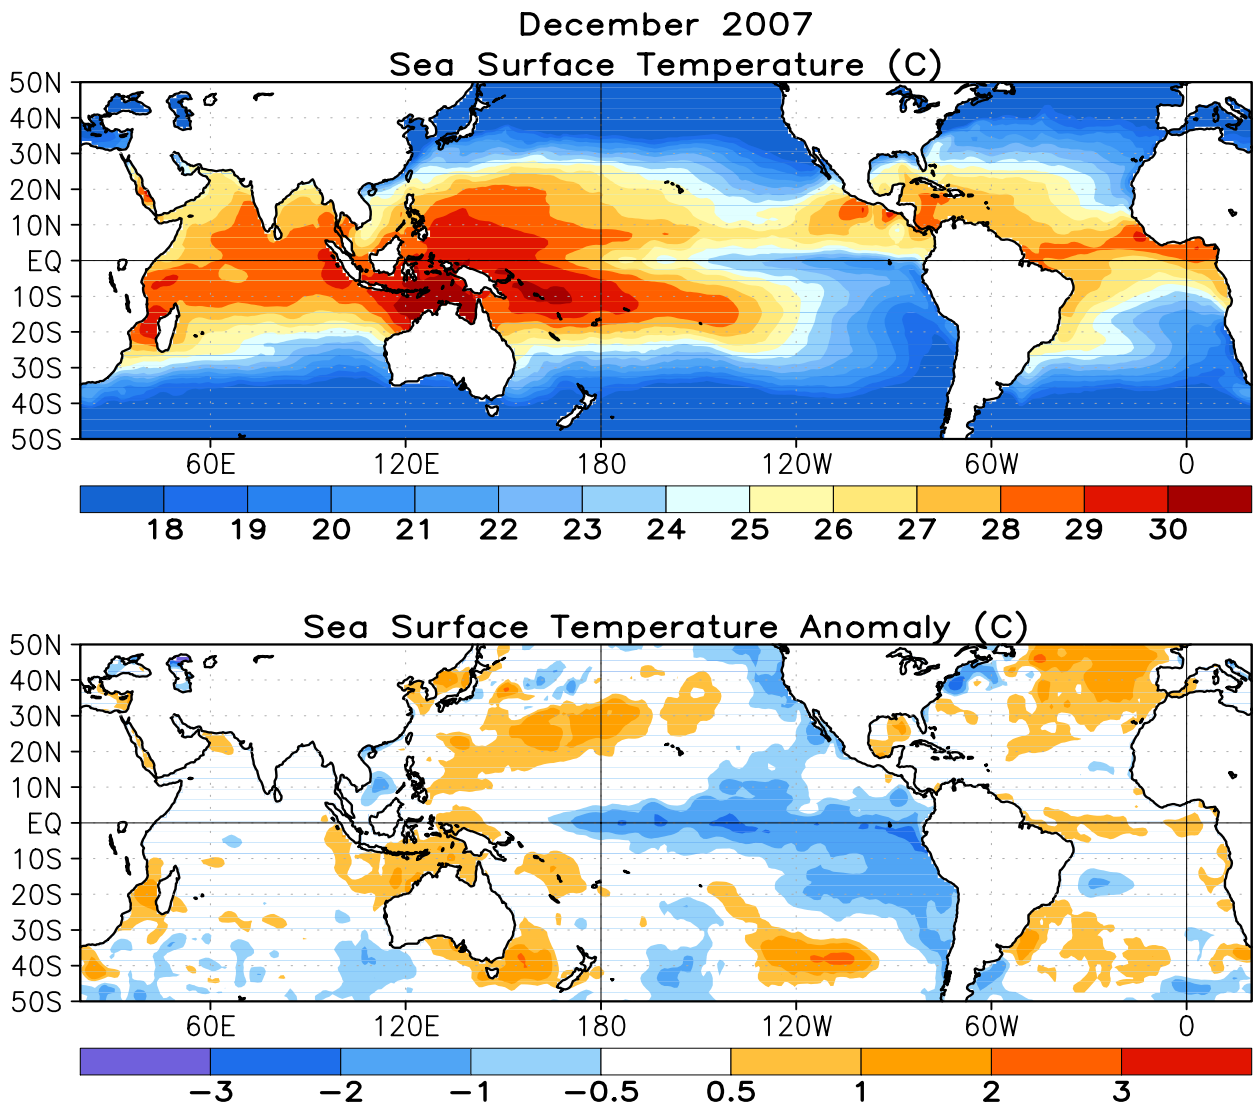 December 2007
Sea Surface Temperature (C)
50N
40N
30N
20N
10N
EQ
10S
20S
30S
40S
50S
60E 120E 180 120W 60W 0
18 19 20 21 22 23 24 25 26 27 28 29 30
Sea Surface Temperature Anomaly (C)
50N
40N
30N
20N
10N
EQ
10S
20S
30S
40S
50S
60E 120E 180 120W 60W 0
-3 -2 -1 -0.5 0.5 1 2 3